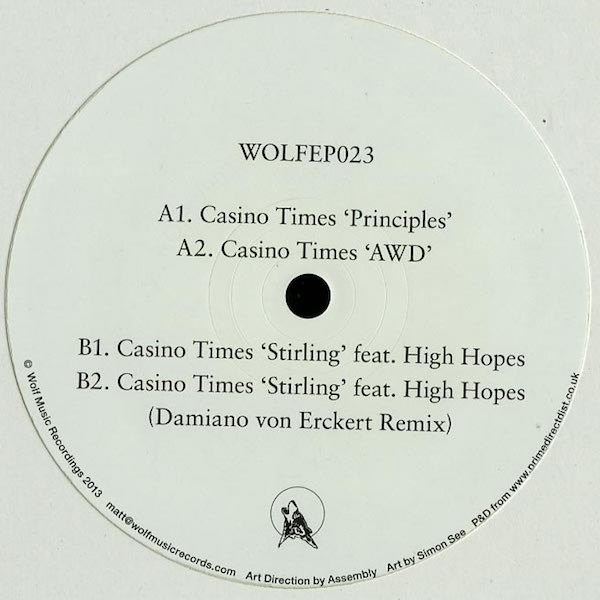 WOLFEP023
A1. Casino Times ‘Principles’
A2. Casino Times ‘AWD’
B1. Casino Times ‘Stirling’ feat. High Hopes
B2. Casino Times ‘Stirling’ feat. High Hopes
(Damiano von Erckert Remix)
© Wolf Music Recordings 2013 matt@wolfmusicrecords.com Art Direction by Assembly Art by Simon See P&D from www.primedirectdist.co.uk